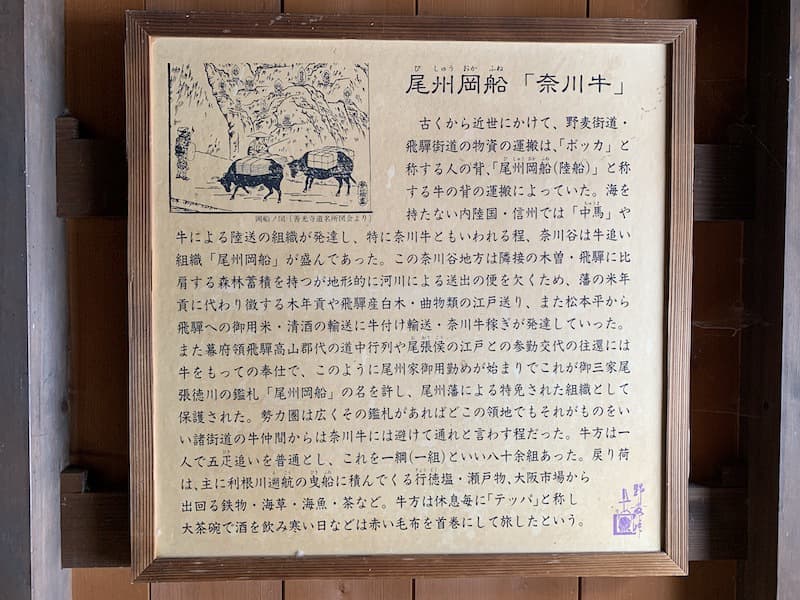 尾州岡船「奈川牛」
び しゅう おか ふね
古くから近世にかけて、野麦街道・
飛騨街道の物資の運搬は、「ボッカ」と
称する人の背、「尾州岡船(陸船)」と称
する牛の背の運搬によっていた。海を
持たない内陸国・信州では「中馬」や
岡船ノ図(善光寺道名所図会より)
牛による陸送の組織が発達し、特に奈川牛ともいわれる程、奈川谷は牛追い
組織「尾州岡船」が盛んであった。この奈川谷地方は隣接の木曽・飛騨に比
肩する森林蓄積を持つが地形的に河川による送出の便を欠くため、藩の米年
貢に代わり徴する木年貢や飛騨産白木・曲物類の江戸送り、また松本平から
飛騨への御用米・清酒の輸送に牛付け輸送・奈川牛稼ぎが発達していった。
また幕府領飛騨高山郡代の道中行列や尾張侯の江戸との参勤交代の往還には
牛をもっての奉仕で、このように尾州家御用勤めが始まりでこれが御三家尾
張徳川の鑑札「尾州岡船」の名を許し、尾州藩による特免された組織として
保護された。勢力圏は広くその鑑札があればどこの領地でもそれがものをい
い諸街道の牛仲間からは奈川牛には避けて通れと言わす程だった。牛方は一
人で五疋追いを普通とし、これを一綱(一組)といい八十余組あった。戻り荷
は、主に利根川遡航の曳船に積んでくる行徳塩・瀬戸物、大阪市場から
出回る鉄物・海草・海魚・茶など。牛方は休息毎に「テッパ」と称し
大茶碗で酒を飲み寒い日などは赤い毛布を首巻にして旅したという。